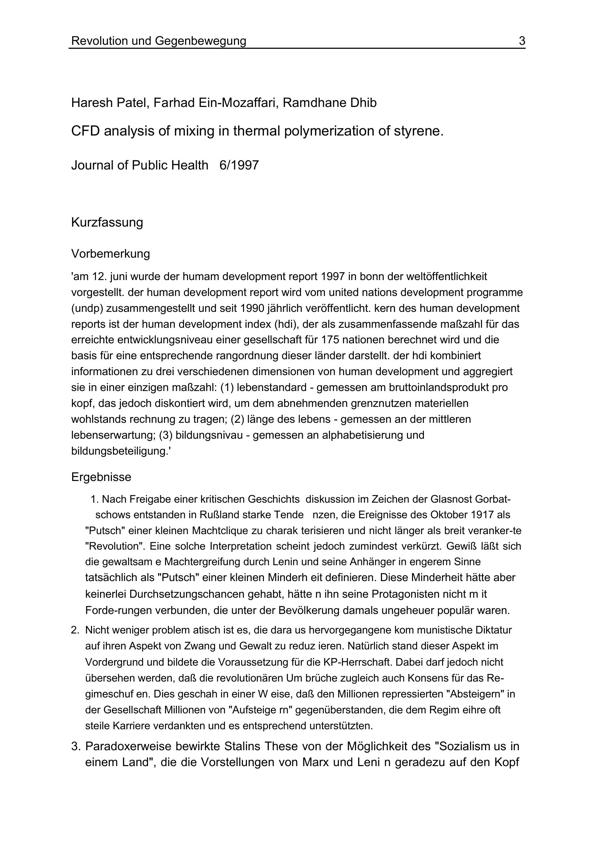 Revolution und Gegenbewegung 3
Haresh Patel, Farhad Ein-Mozaffari, Ramdhane Dhib
CFD analysis of mixing in thermal polymerization of styrene.
Journal of Public Health 6/1997
Kurzfassung
Vorbemerkung
'am 12. juni wurde der humam development report 1997 in bonn der weltöffentlichkeit
vorgestellt. der human development report wird vom united nations development programme
(undp) zusammengestellt und seit 1990 jährlich veröffentlicht. kern des human development
reports ist der human development index (hdi), der als zusammenfassende maßzahl für das
erreichte entwicklungsniveau einer gesellschaft für 175 nationen berechnet wird und die
basis für eine entsprechende rangordnung dieser länder darstellt. der hdi kombiniert
informationen zu drei verschiedenen dimensionen von human development und aggregiert
sie in einer einzigen maßzahl: (1) lebenstandard - gemessen am bruttoinlandsprodukt pro
kopf, das jedoch diskontiert wird, um dem abnehmenden grenznutzen materiellen
wohlstands rechnung zu tragen; (2) länge des lebens - gemessen an der mittleren
lebenserwartung; (3) bildungsnivau - gemessen an alphabetisierung und
bildungsbeteiligung.'
Ergebnisse
1. Nach Freigabe einer kritischen Geschichts diskussion im Zeichen der Glasnost Gorbat-
schows entstanden in Rußland starke Tende nzen, die Ereignisse des Oktober 1917 als
"Putsch" einer kleinen Machtclique zu charak terisieren und nicht länger als breit veranker-te
"Revolution". Eine solche Interpretation scheint jedoch zumindest verkürzt. Gewiß läßt sich
die gewaltsam e Machtergreifung durch Lenin und seine Anhänger in engerem Sinne
tatsächlich als "Putsch" einer kleinen Minderh eit definieren. Diese Minderheit hätte aber
keinerlei Durchsetzungschancen gehabt, hätte n ihn seine Protagonisten nicht m it
Forde-rungen verbunden, die unter der Bevölkerung damals ungeheuer populär waren.
2. Nicht weniger problem atisch ist es, die dara us hervorgegangene kom munistische Diktatur
auf ihren Aspekt von Zwang und Gewalt zu reduz ieren. Natürlich stand dieser Aspekt im
Vordergrund und bildete die Voraussetzung für die KP-Herrschaft. Dabei darf jedoch nicht
übersehen werden, daß die revolutionären Um brüche zugleich auch Konsens für das Re-
gimeschuf en. Dies geschah in einer W eise, daß den Millionen repressierten "Absteigern" in
der Gesellschaft Millionen von "Aufsteige rn" gegenüberstanden, die dem Regim eihre oft
steile Karriere verdankten und es entsprechend unterstützten.
3. Paradoxerweise bewirkte Stalins These von der Möglichkeit des "Sozialism us in
einem Land", die die Vorstellungen von Marx und Leni n geradezu auf den Kopf